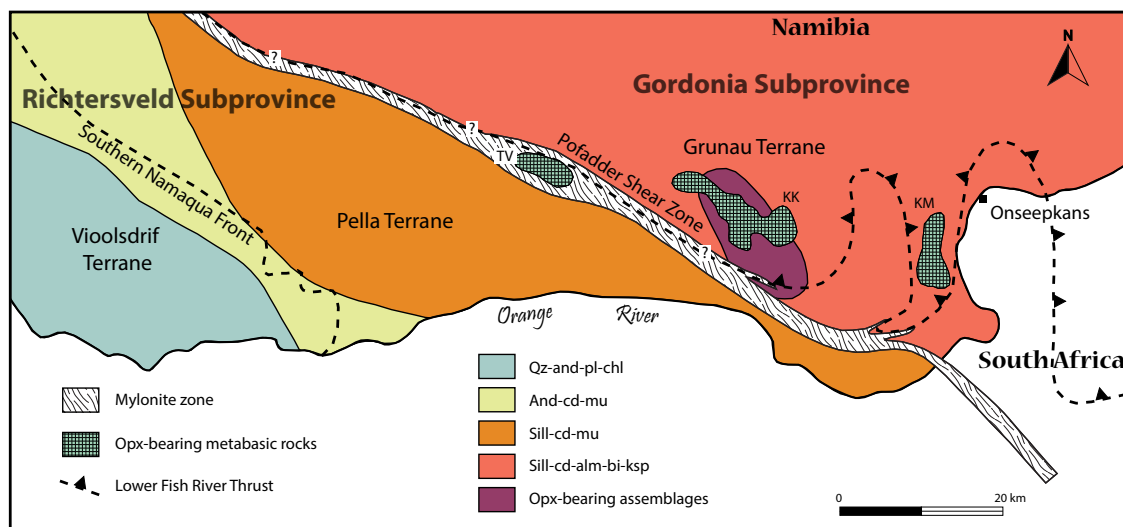 Namibia
N
Richtersveld Subprovince
Gordonia Subprovince
?
?
Southern Namaqua Front
TV
Pofadder Shear Zone
Grunau Terrane
KK
KM
Onseepkans
Vioolsdrif
Terrane
Pella Terrane
?
Orange River
South Africa
Mylonite zone
Opx-bearing metabasic rocks
Lower Fish River Thrust
Qz-and-pl-chl
And-cd-mu
Sill-cd-mu
Sill-cd-alm-bi-ksp
Opx-bearing assemblages
0 20 km